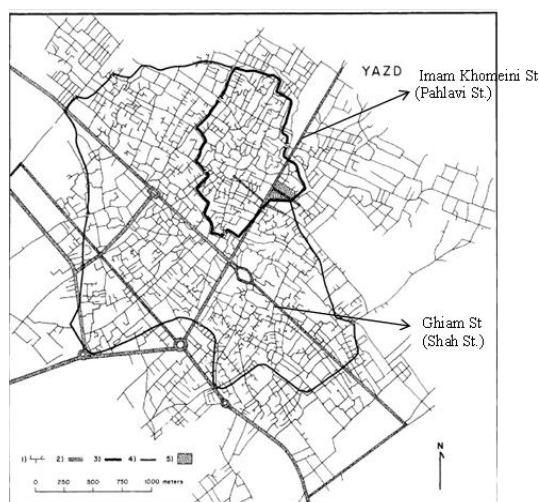 YAZD
Imam Khomeini St
(Pahlavi St.)
Ghiam St
(Shah St.)
1) 2) 3) 4) 5)
N
0 250 500 750 1000 meters